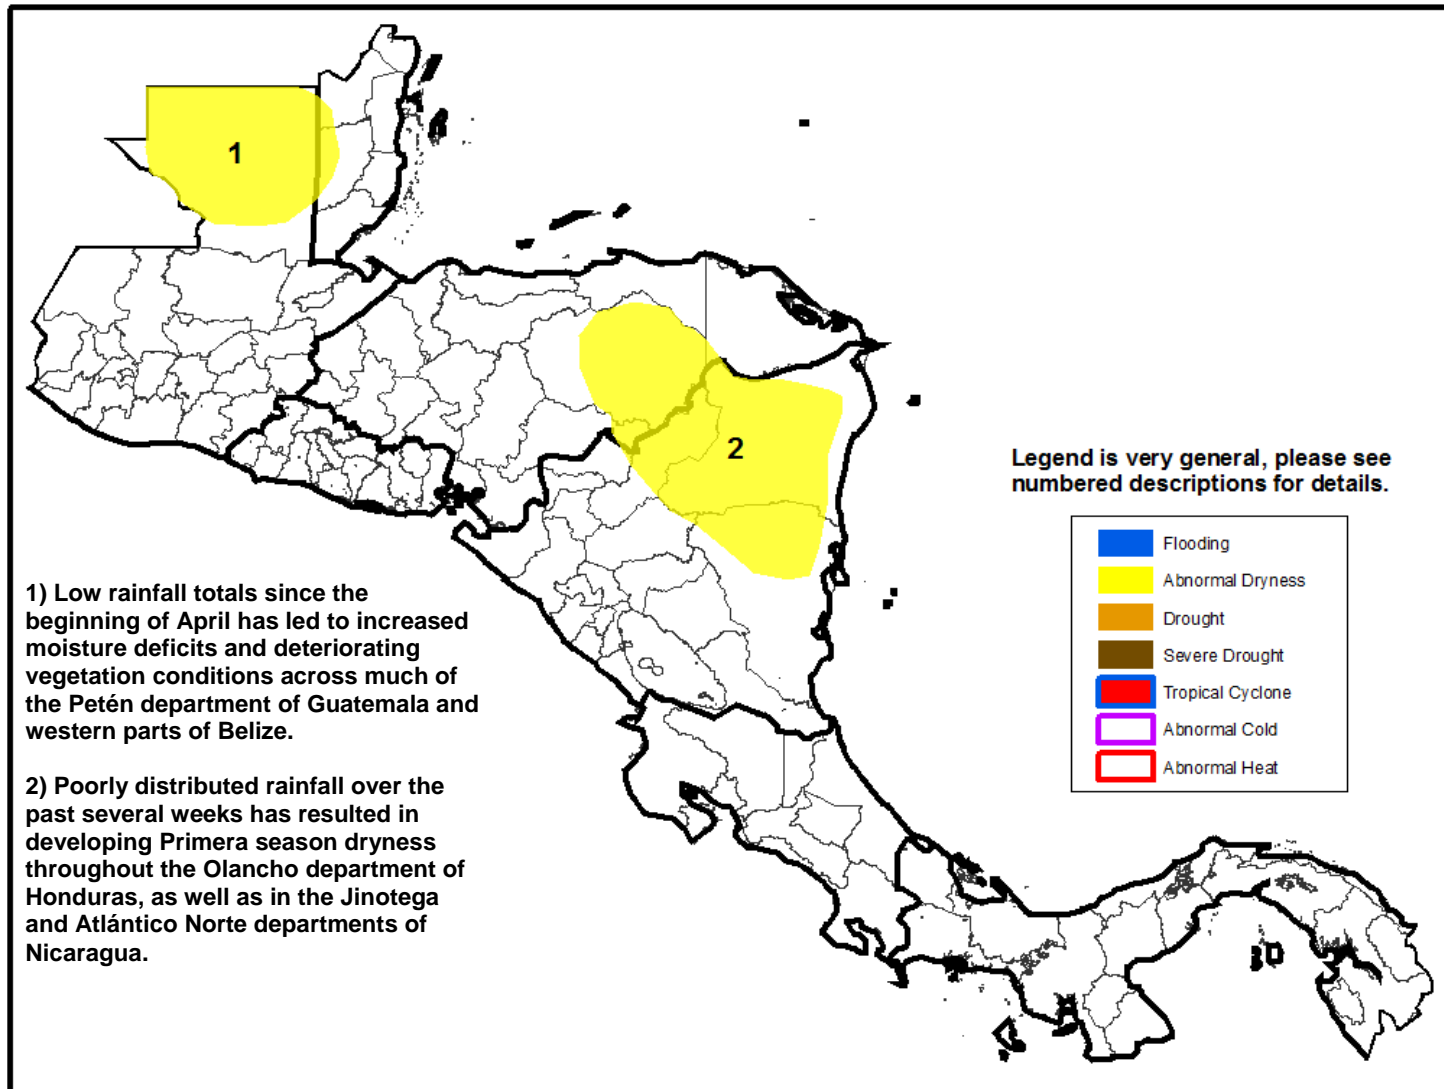 1
2
Legend is very general, please see
numbered descriptions for details.
Flooding
Abnormal Dryness
Drought
Severe Drought
Tropical Cyclone
Abnormal Cold
Abnormal Heat
1) Low rainfall totals since the
beginning of April has led to increased
moisture deficits and deteriorating
vegetation conditions across much of
the Petén department of Guatemala and
western parts of Belize.
2) Poorly distributed rainfall over the
past several weeks has resulted in
developing Primera season dryness
throughout the Olancho department of
Honduras, as well as in the Jinotega
and Atlántico Norte departments of
Nicaragua.